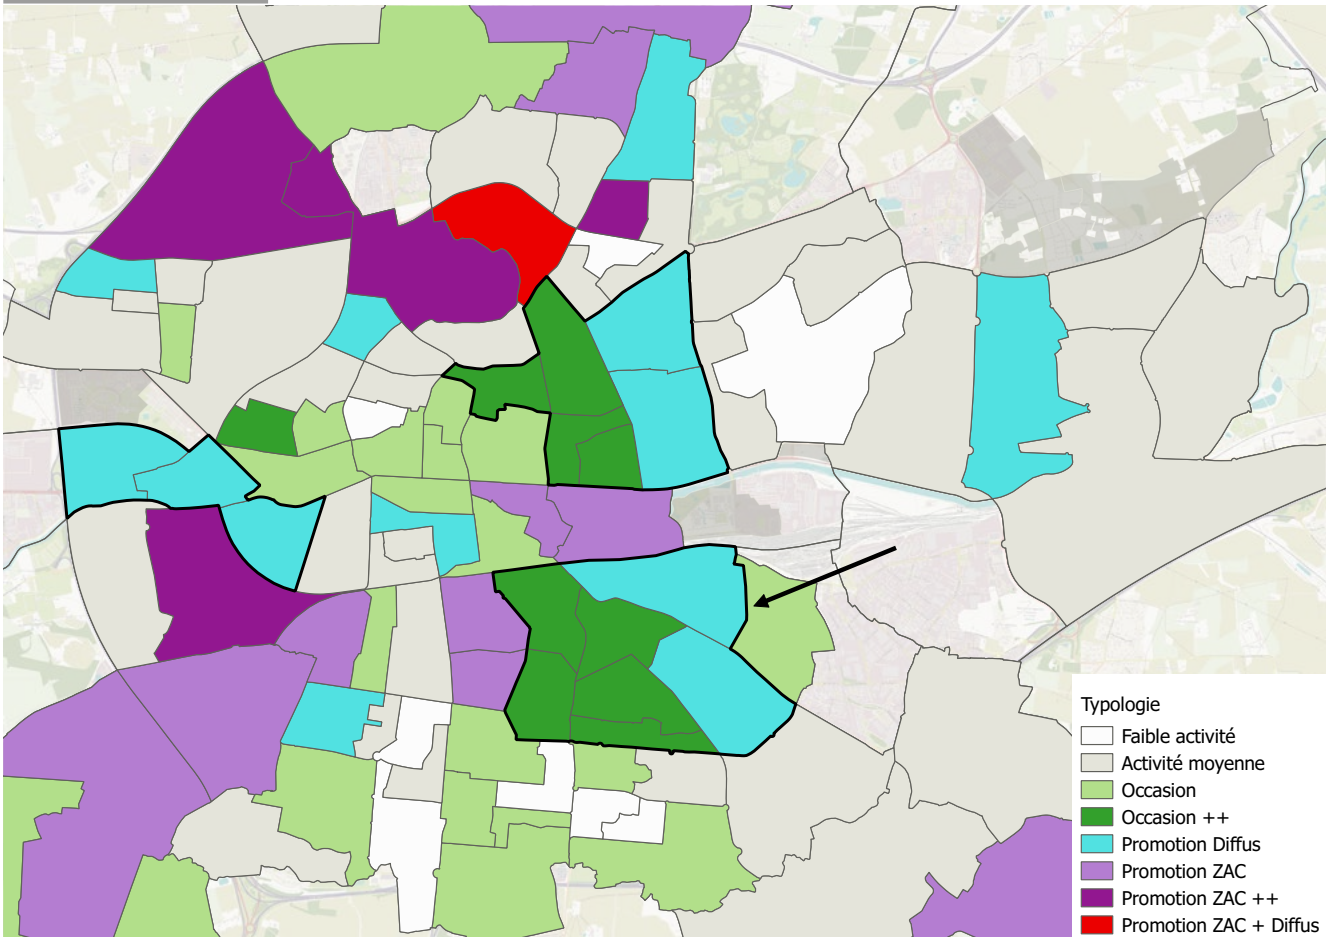 Typologie
Faible activité
Activité moyenne
Occasion
Occasion ++
Promotion Diffus
Promotion ZAC
Promotion ZAC ++
Promotion ZAC + Diffus